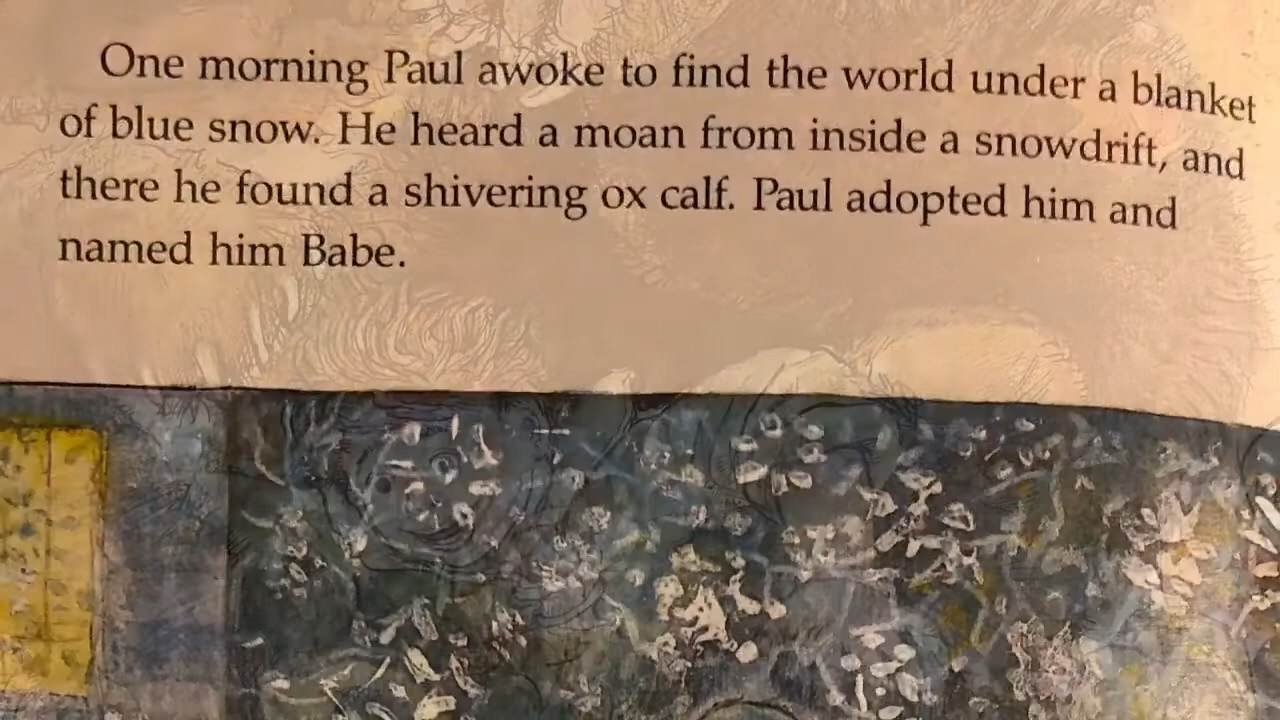 One morning Paul awoke to find the world under a blanket
of blue snow. He heard a moan from inside a snowdrift, and
there he found a shivering ox calf. Paul adopted him and
named him Babe.